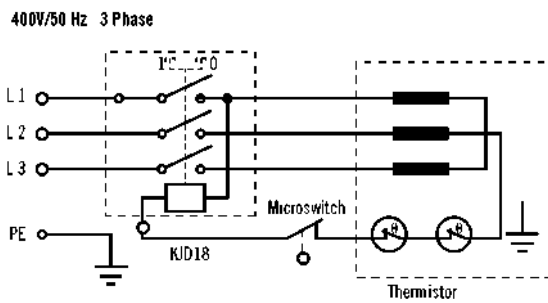 400V/50 Hz 3 Phase
L1
L2
L3
PE
KJD18
Microswitch
θ θ
Thermistor